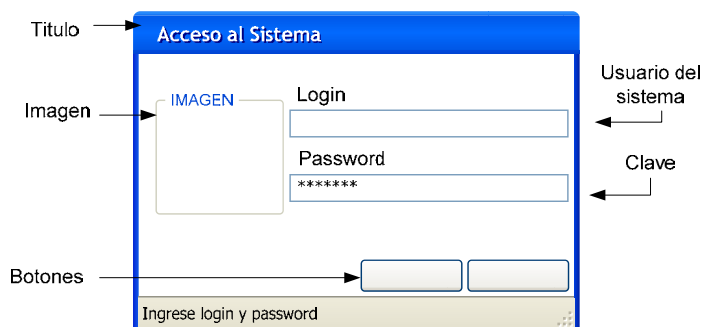 Titulo
Acceso al Sistema
Imagen
IMAGEN
Login
Usuario del
sistema
Password
*******
Clave
Botones
Ingrese login y password